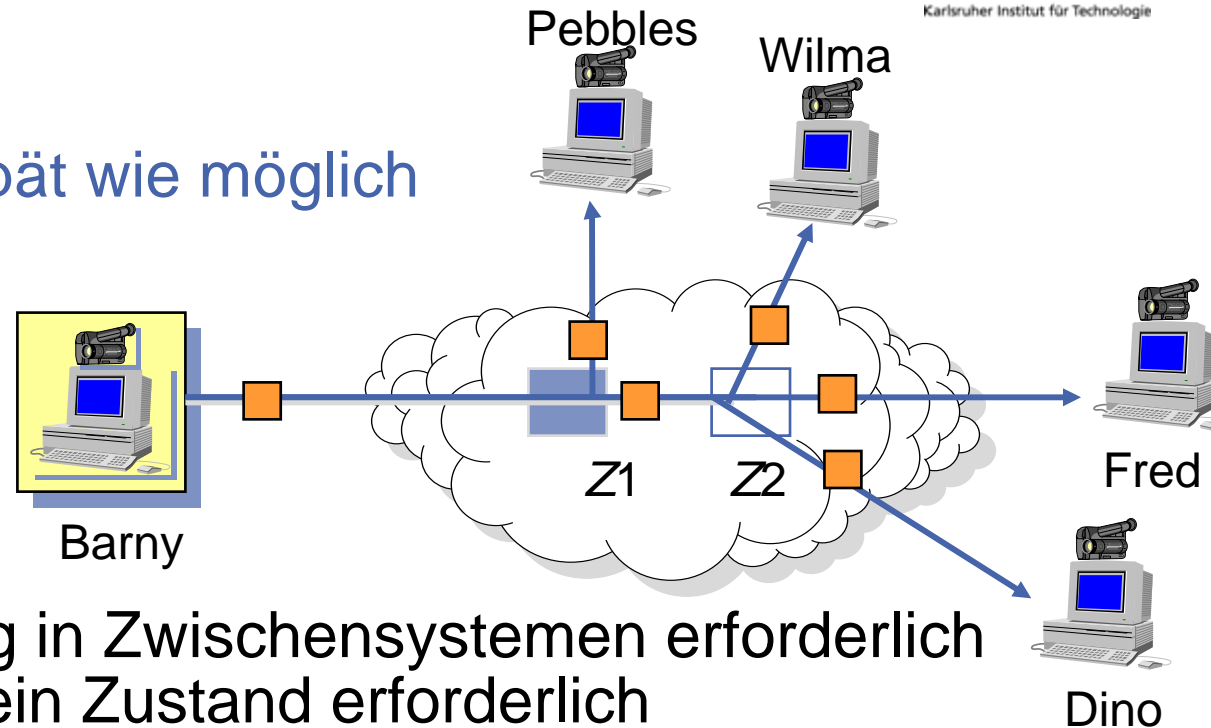 Karlsruher Institut für Technologie
Pebbles
Wilma
spät wie möglich
Z1
Z2
Fred
Barny
g in Zwischensystemen erforderlich
ein Zustand erforderlich
Dino